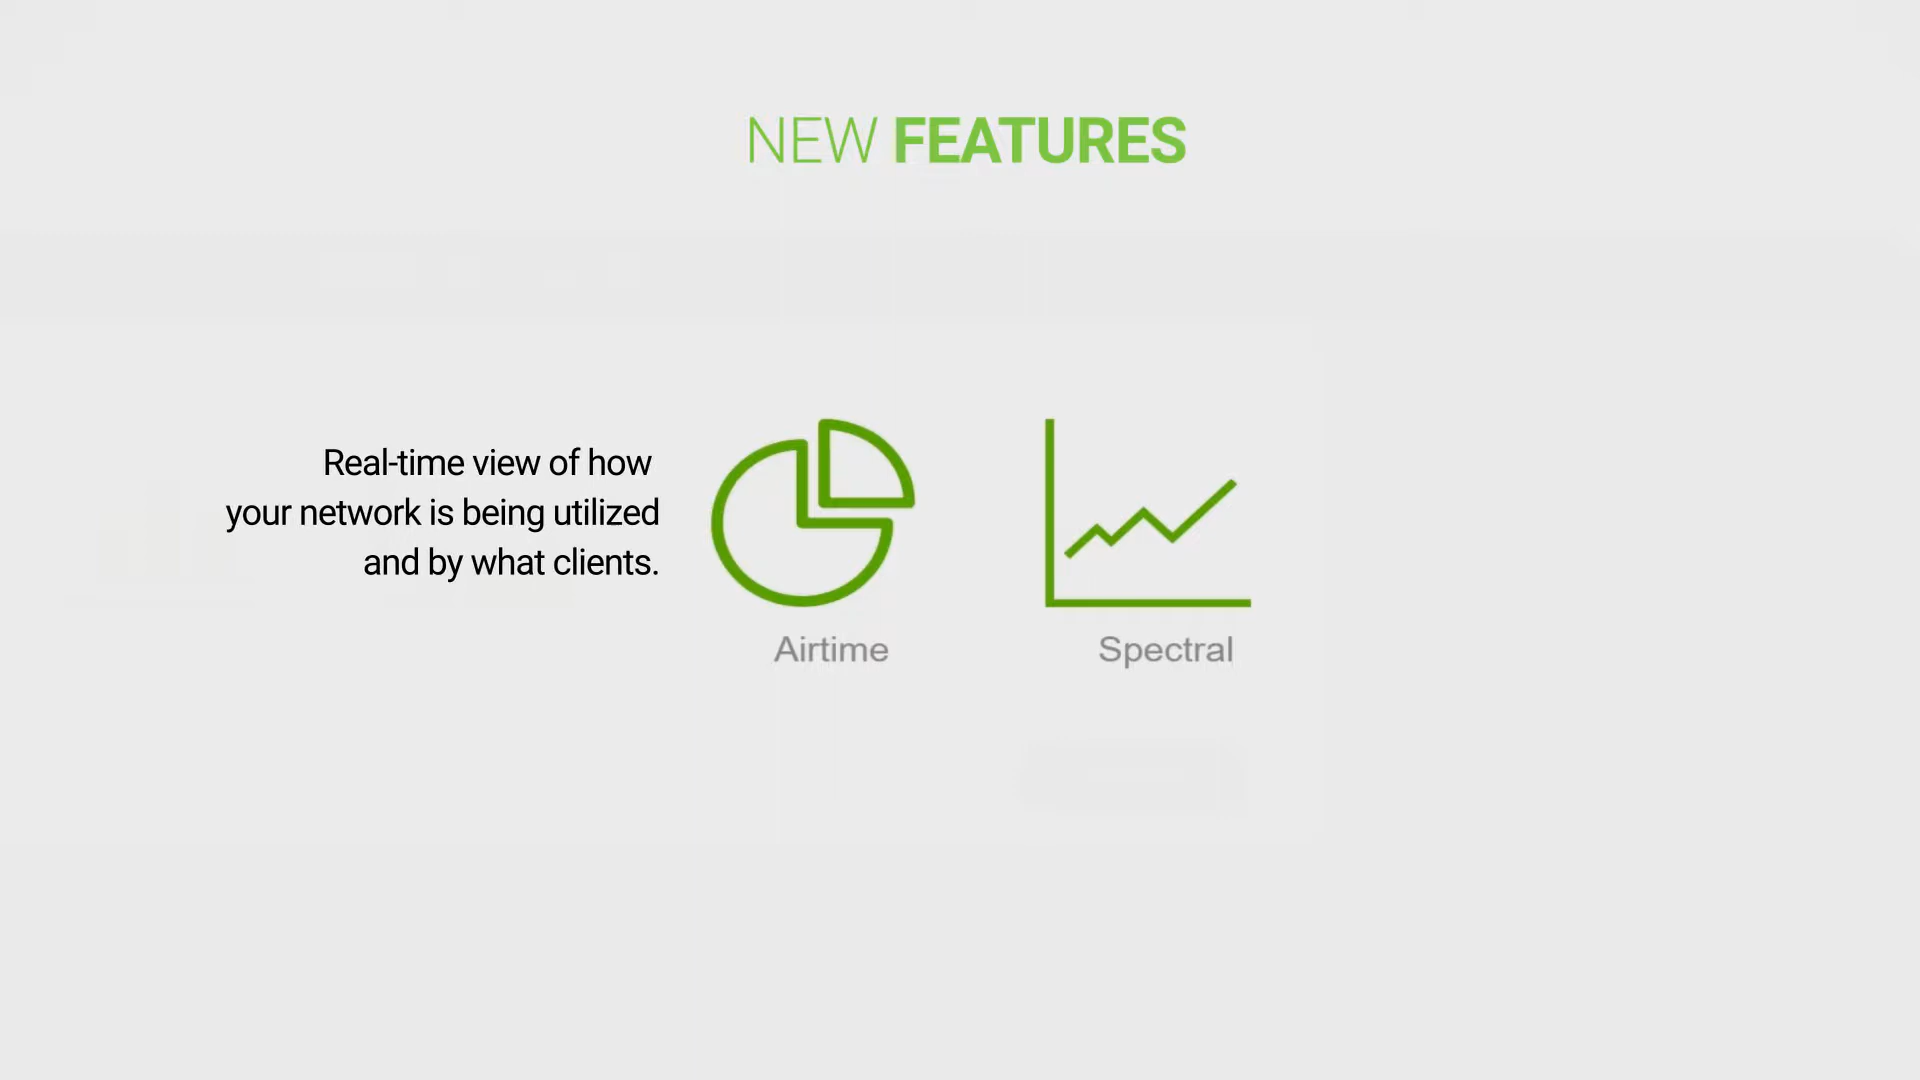 NEW FEATURES
Real-time view of how
your network is being utilized
and by what clients.
Airtime
Spectral